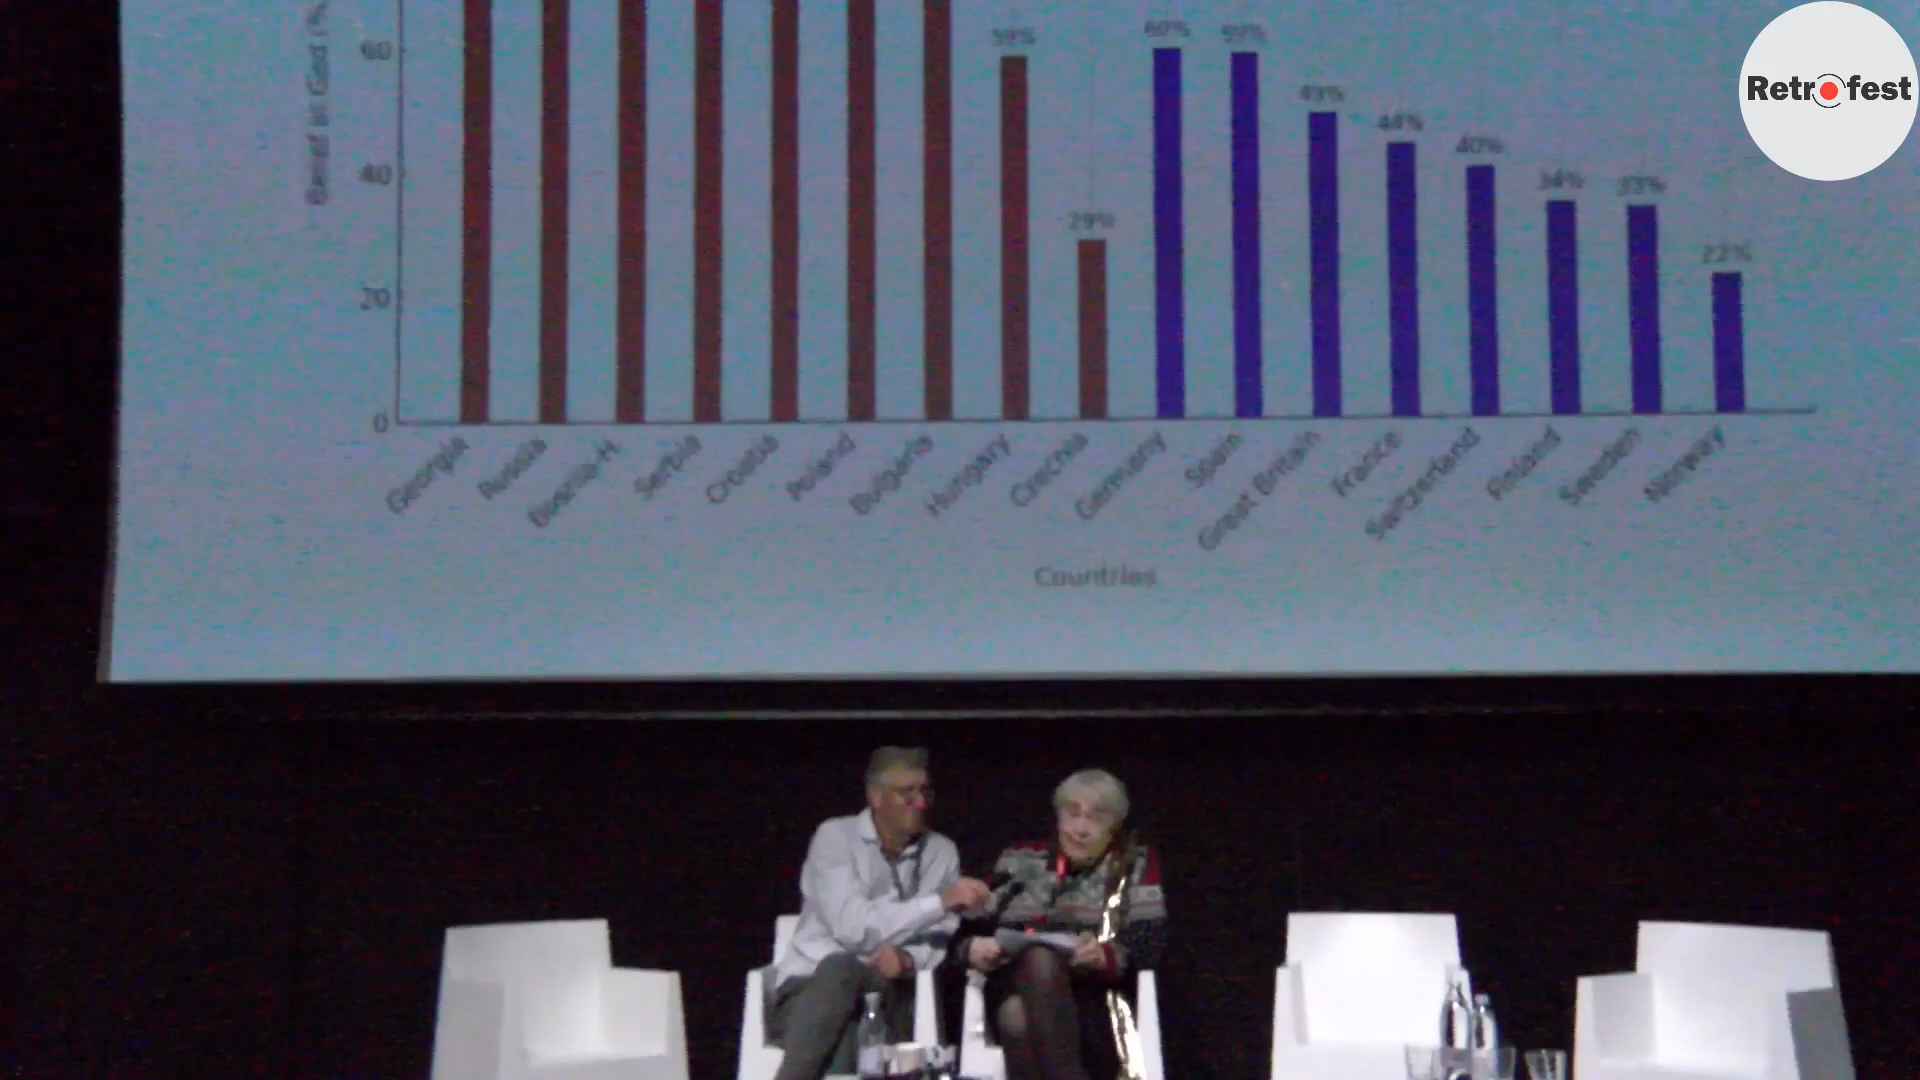 Retrofest
Belief in God (%
60
40
20
0
59%
29%
60%
59%
49%
44%
40%
34%
33%
22%
Georgia
Russia
Bosnia-H
Serbia
Croatia
Poland
Bulgaria
Hungary
Czechia
Germany
Spain
Great Britain
France
Switzerland
Finland
Sweden
Norway
Countries